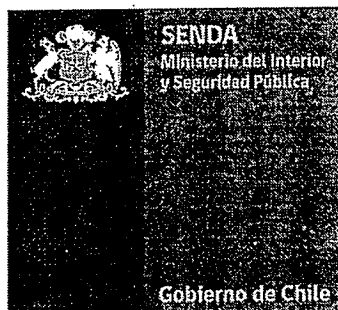 SENDA
Ministerio del Interior
y Seguridad Pública
Gobierno de Chile